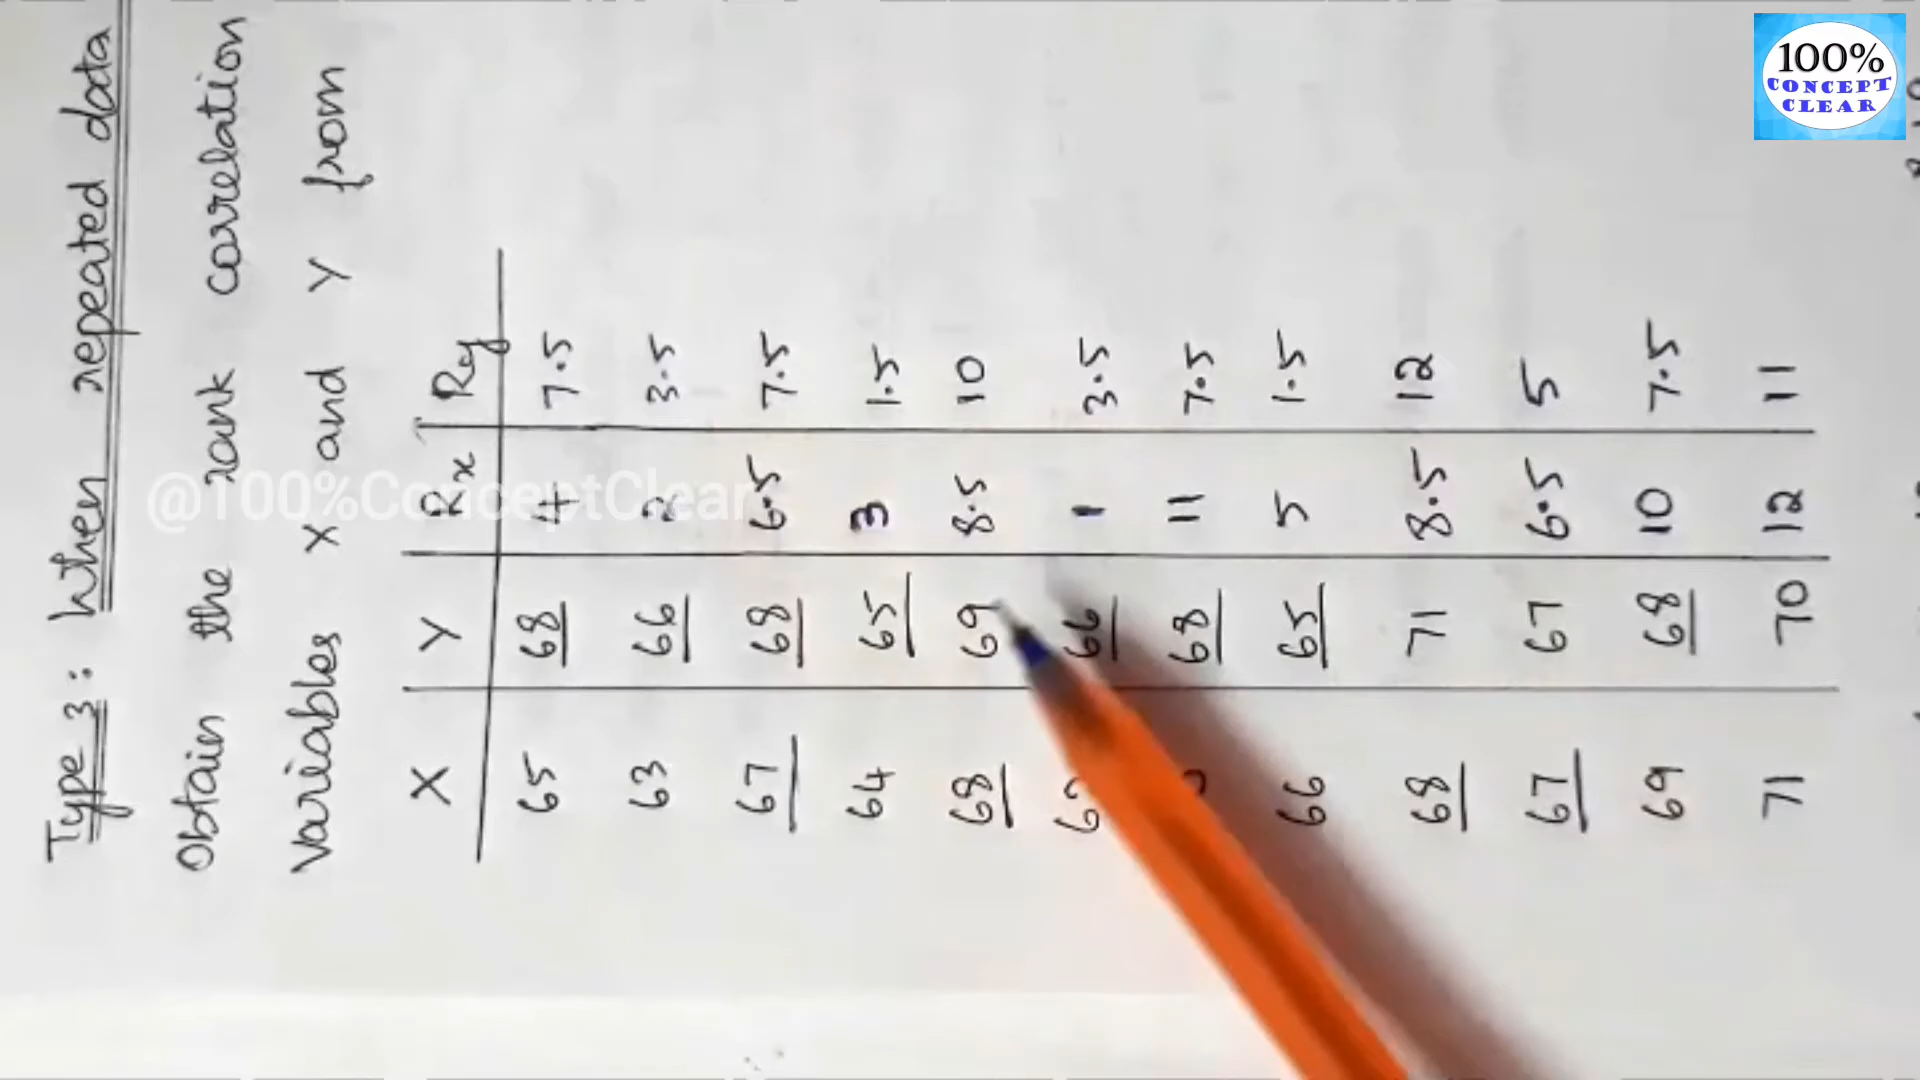 Type 3: When repeated data
Obtain the rank correlation
variables X and Y from
X Y Rx Ry
65 68 4 7.5
63 66 2 3.5
67 68 6.5 7.5
64 65 3 1.5
68 69 8.5 10
66 1 3.5
68 11 7.5
66 65 5 1.5
68 71 8.5 12
67 67 6.5 5
69 68 10 7.5
71 70 12 11
@100%ConceptClear
100%
CONCEPT
CLEAR